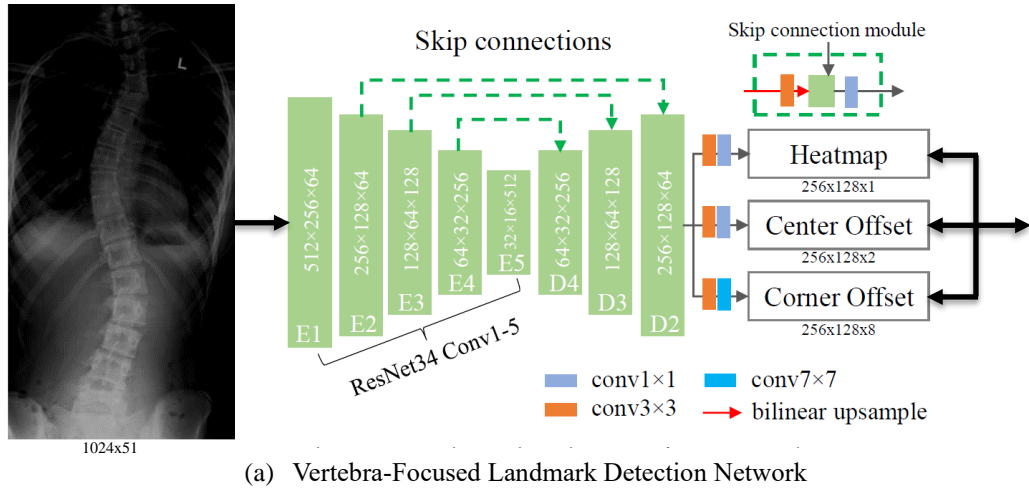 Skip connections
Skip connection module
L
512×256×64
E1
256×128×64
E2
128×64×128
E3
64×32×256
E4
32×16×512
E5
64×32×256
D4
128×64×128
D3
256×128×64
D2
Heatmap
256x128x1
Center Offset
256x128x2
Corner Offset
256x128x8
ResNet34 Conv1-5
conv1×1
conv7×7
conv3×3
bilinear upsample
1024x51
(a) Vertebra-Focused Landmark Detection Network